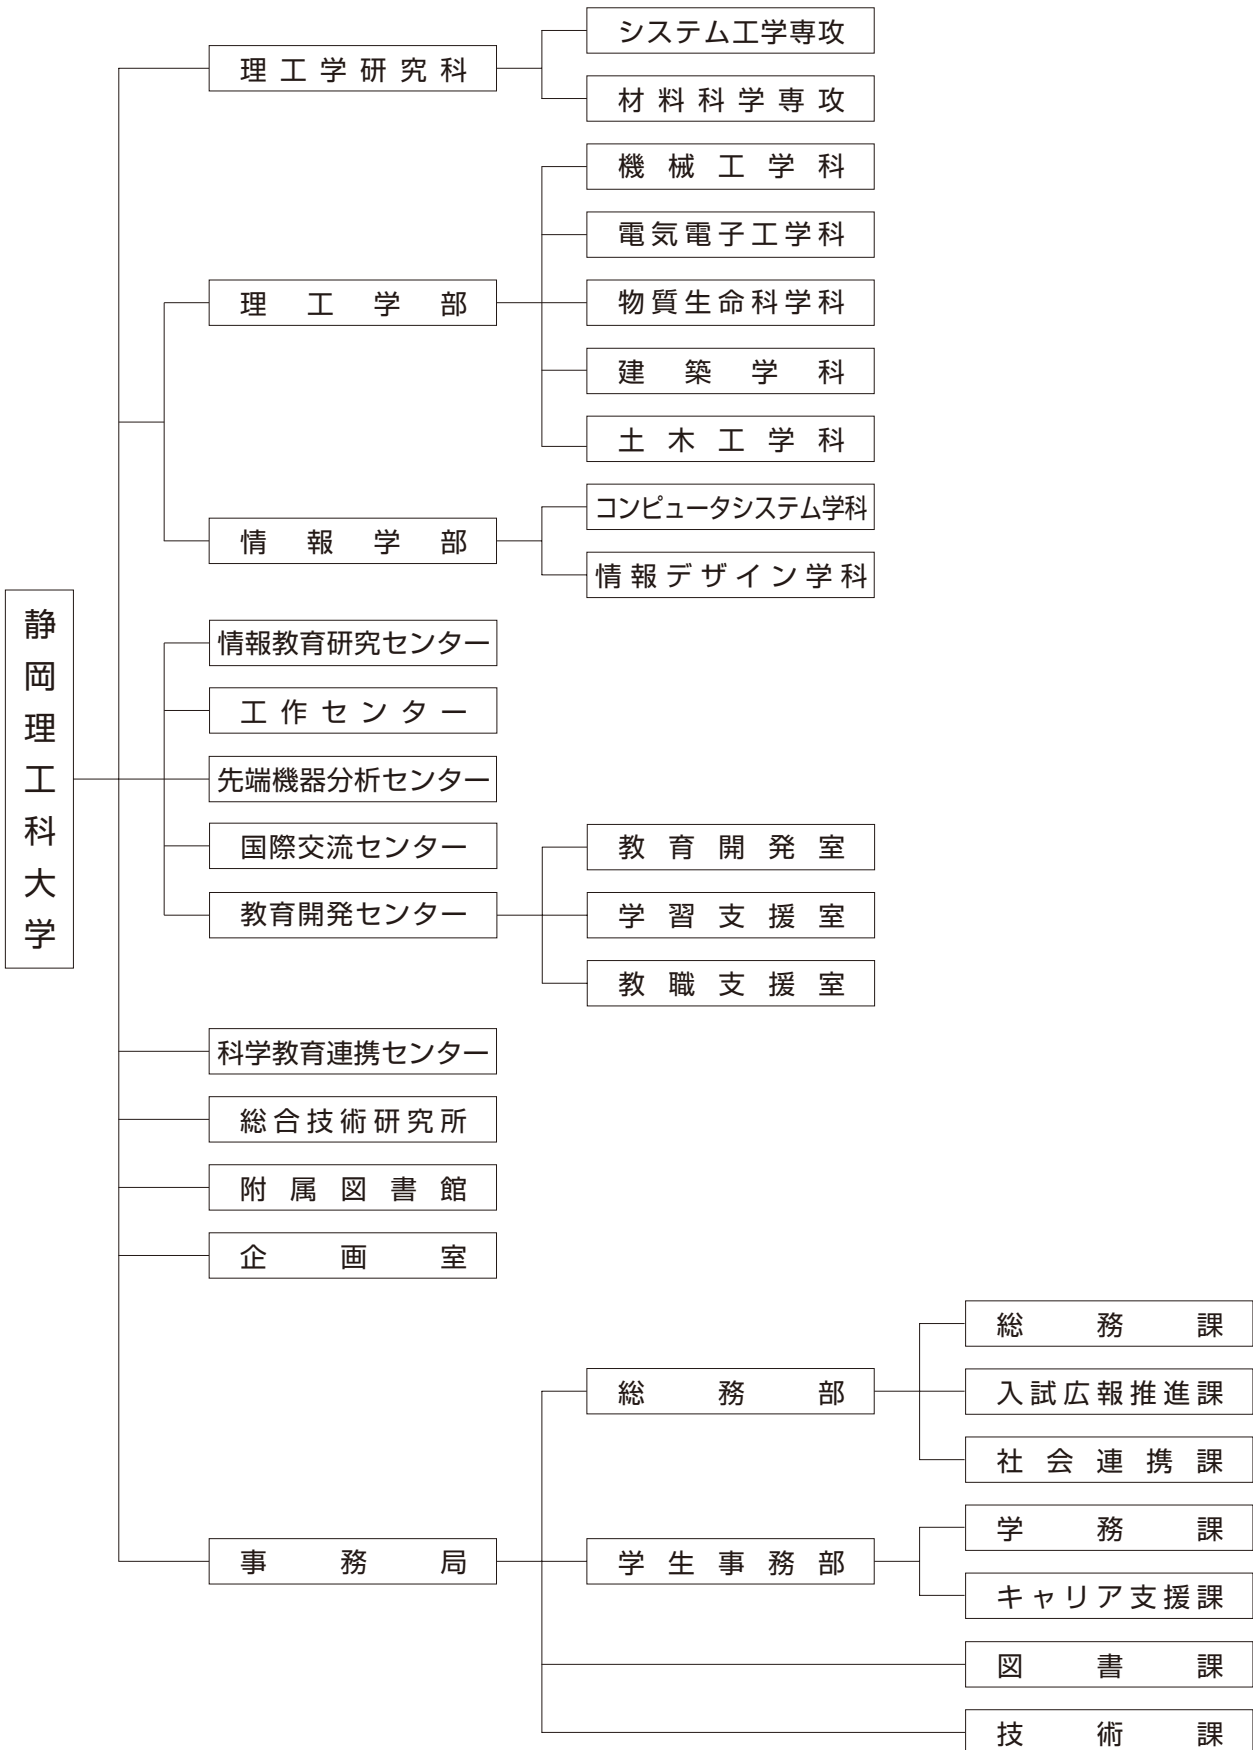 システム工学専攻
理工学研究科
材料科学専攻
機械工学科
電気電子工学科
理工学部
物質生命科学科
建築学科
土木工学科
コンピュータシステム学科
情報学部
情報デザイン学科
静岡理工科大学
情報教育研究センター
工作センター
先端機器分析センター
国際交流センター
教育開発センター
教育開発室
学習支援室
教職支援室
科学教育連携センター
総合技術研究所
附属図書館
企画室
事務局
総務部
総務課
入試広報推進課
社会連携課
学生事務部
学務課
キャリア支援課
図書課
技術課